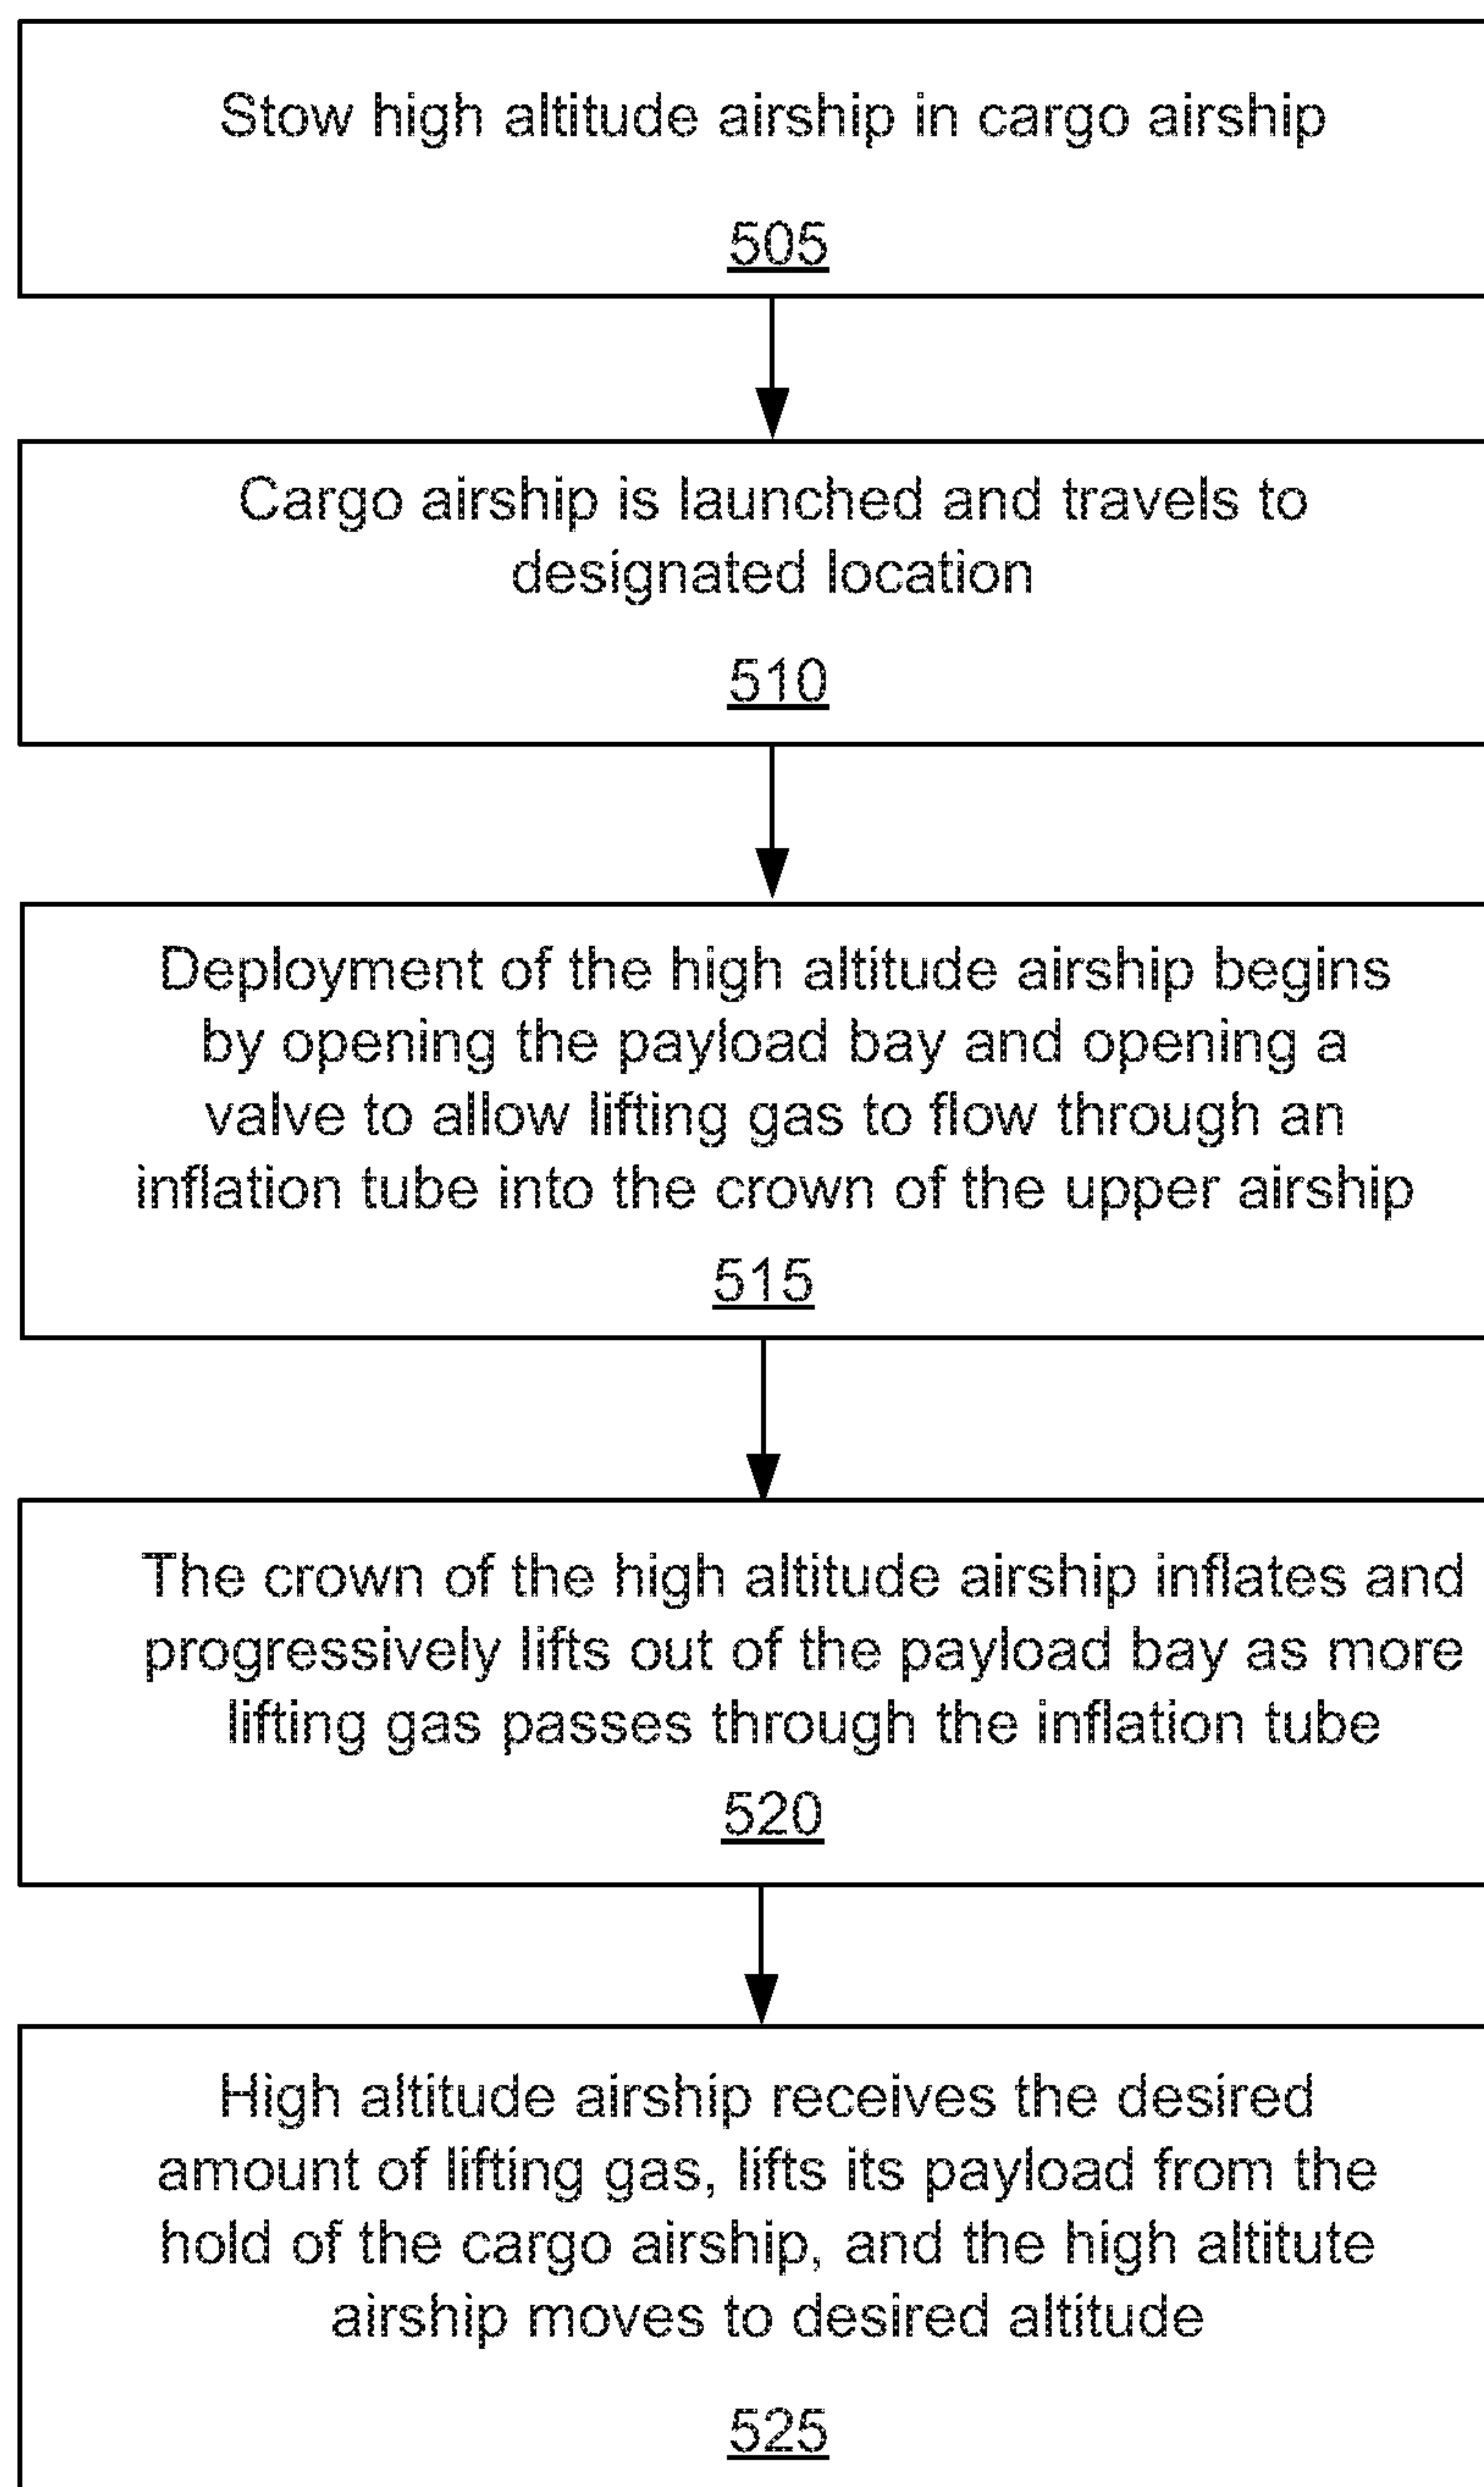 Stow high altitude airship in cargo airship
505
Cargo airship is launched and travels to
designated location
510
Deployment of the high altitude airship begins
by opening the payload bay and opening a
valve to allow lifting gas to flow through an
inflation tube into the crown of the upper airship
515
The crown of the high altitude airship inflates and
progressively lifts out of the payload bay as more
lifting gas passes through the inflation tube
520
High altitude airship receives the desired
amount of lifting gas, lifts its payload from the
hold of the cargo airship, and the high altitute
airship moves to desired altitude
525